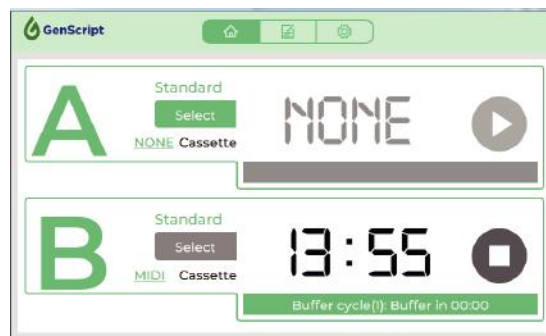 GenScript
A
Standard
Select
NONE Cassette
NONE
B
Standard
Select
MIDI Cassette
13:55
Buffer cycle(1): Buffer in 00:00